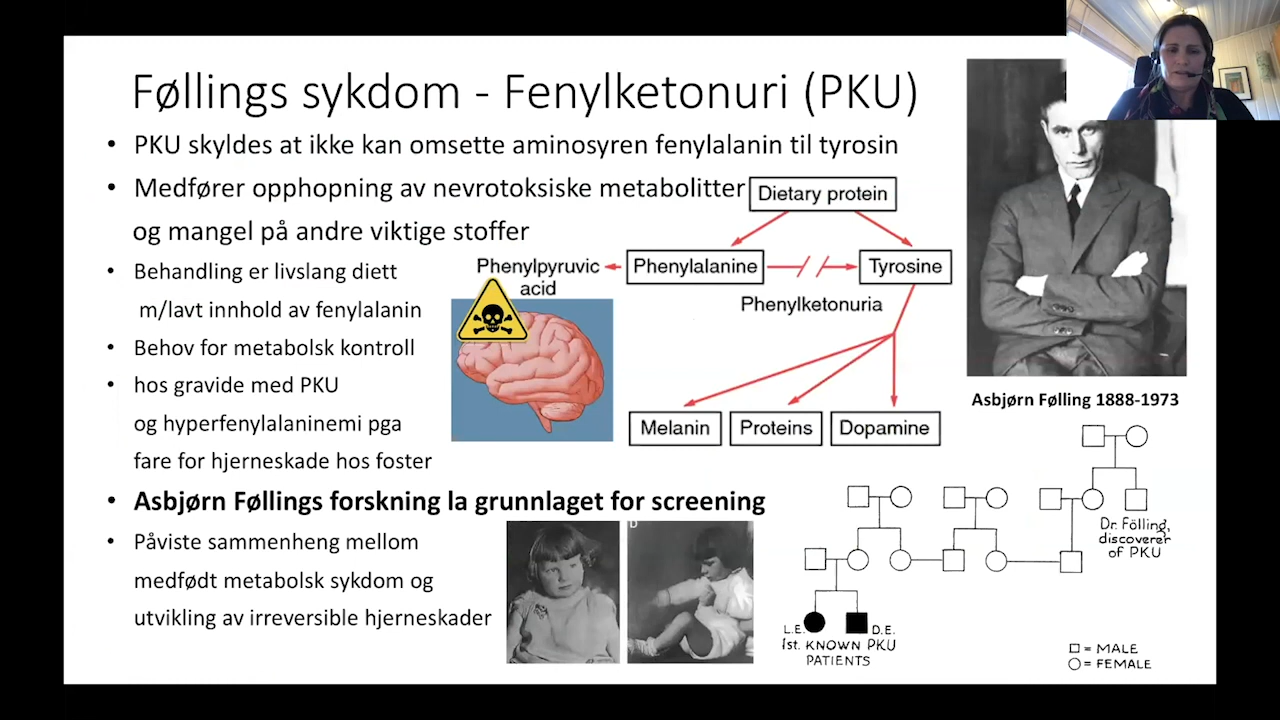 Føllings sykdom - Fenylketonuri (PKU)
• PKU skyldes at ikke kan omsette aminosyren fenylalanin til tyrosin
• Medfører opphopning av nevrotoksiske metabolitter
og mangel på andre viktige stoffer
• Behandling er livslang diett
m/lavt innhold av fenylalanin
• Behov for metabolsk kontroll
• hos gravide med PKU
og hyperfenylalaninemi pga
fare for hjerneskade hos foster
• Asbjørn Føllings forskning la grunnlaget for screening
• Påviste sammenheng mellom
medfødt metabolsk sykdom og
utvikling av irreversible hjerneskader
Dietary protein
Phenylpyruvic
acid
Phenylalanine
Tyrosine
Phenylketonuria
Melanin
Proteins
Dopamine
D
Asbjørn Følling 1888-1973
Dr. Fölling,
discoverer
of PKU
L.E.
D.E.
1st. KNOWN PKU
PATIENTS
□ = MALE
○ = FEMALE